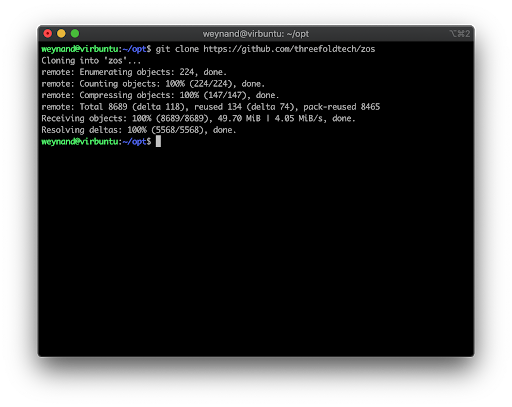 weynand@virbuntu: ~/opt
⌥⌘2
weynand@virbuntu:~/opt$ git clone https://github.com/threefoldtech/zos
Cloning into 'zos'...
remote: Enumerating objects: 224, done.
remote: Counting objects: 100% (224/224), done.
remote: Compressing objects: 100% (147/147), done.
remote: Total 8689 (delta 118), reused 134 (delta 74), pack-reused 8465
Receiving objects: 100% (8689/8689), 49.70 MiB | 4.05 MiB/s, done.
Resolving deltas: 100% (5568/5568), done.
weynand@virbuntu:~/opt$